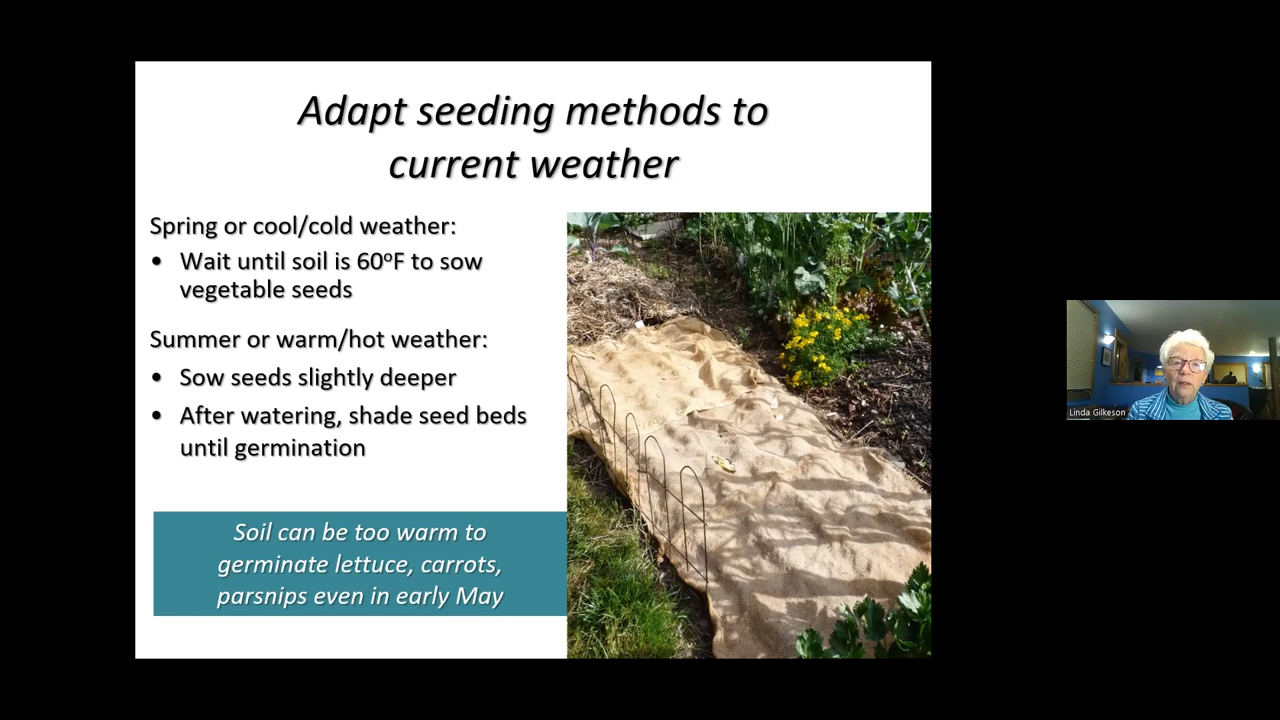 Adapt seeding methods to
current weather
Spring or cool/cold weather:
• Wait until soil is 60ºF to sow
vegetable seeds
Summer or warm/hot weather:
• Sow seeds slightly deeper
• After watering, shade seed beds
until germination
Soil can be too warm to
germinate lettuce, carrots,
parsnips even in early May
Linda Gilkeson